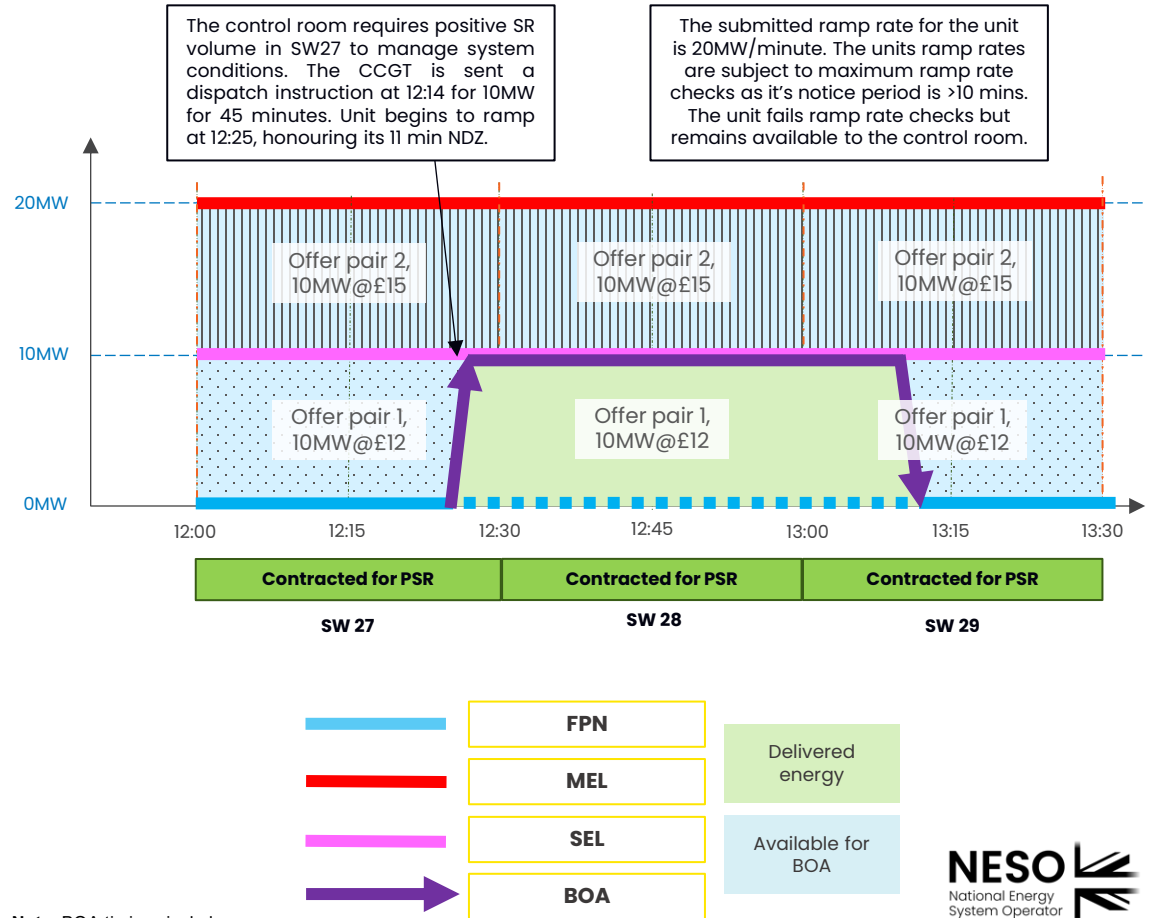 The control room requires positive SR
volume in SW27 to manage system
conditions. The CCGT is sent a
dispatch instruction at 12:14 for 10MW
for 45 minutes. Unit begins to ramp
at 12:25, honouring its 11 min NDZ.
The submitted ramp rate for the unit
is 20MW/minute. The units ramp rates
are subject to maximum ramp rate
checks as it’s notice period is >10 mins.
The unit fails ramp rate checks but
remains available to the control room.
20MW
Offer pair 2,
10MW@£15
Offer pair 2,
10MW@£15
Offer pair 2,
10MW@£15
10MW
Offer pair 1,
10MW@£12
Offer pair 1,
10MW@£12
Offer pair 1,
10MW@£12
0MW
12:00
12:15
12:30
12:45
13:00
13:15
13:30
Contracted for PSR
Contracted for PSR
Contracted for PSR
SW 27
SW 28
SW 29
FPN
MEL
SEL
BOA
Delivered
energy
Available for
BOA
NESO
National Energy
System Operator